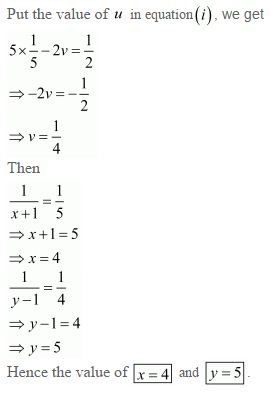 Put the value of u in equation(i), we get
5×1/5−2v=1/2
⇒−2v=−1/2
⇒v=1/4
Then
1/(x+1)=1/5
⇒x+1=5
⇒x=4
1/(y−1)=1/4
⇒y−1=4
⇒y=5
Hence the value of x=4 and y=5.